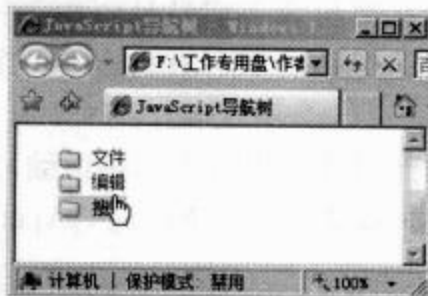 JavaScript导航树
F:\工作专用盘\作者
JavaScript导航树
文件
编辑
计算机 | 保护模式: 禁用
100%